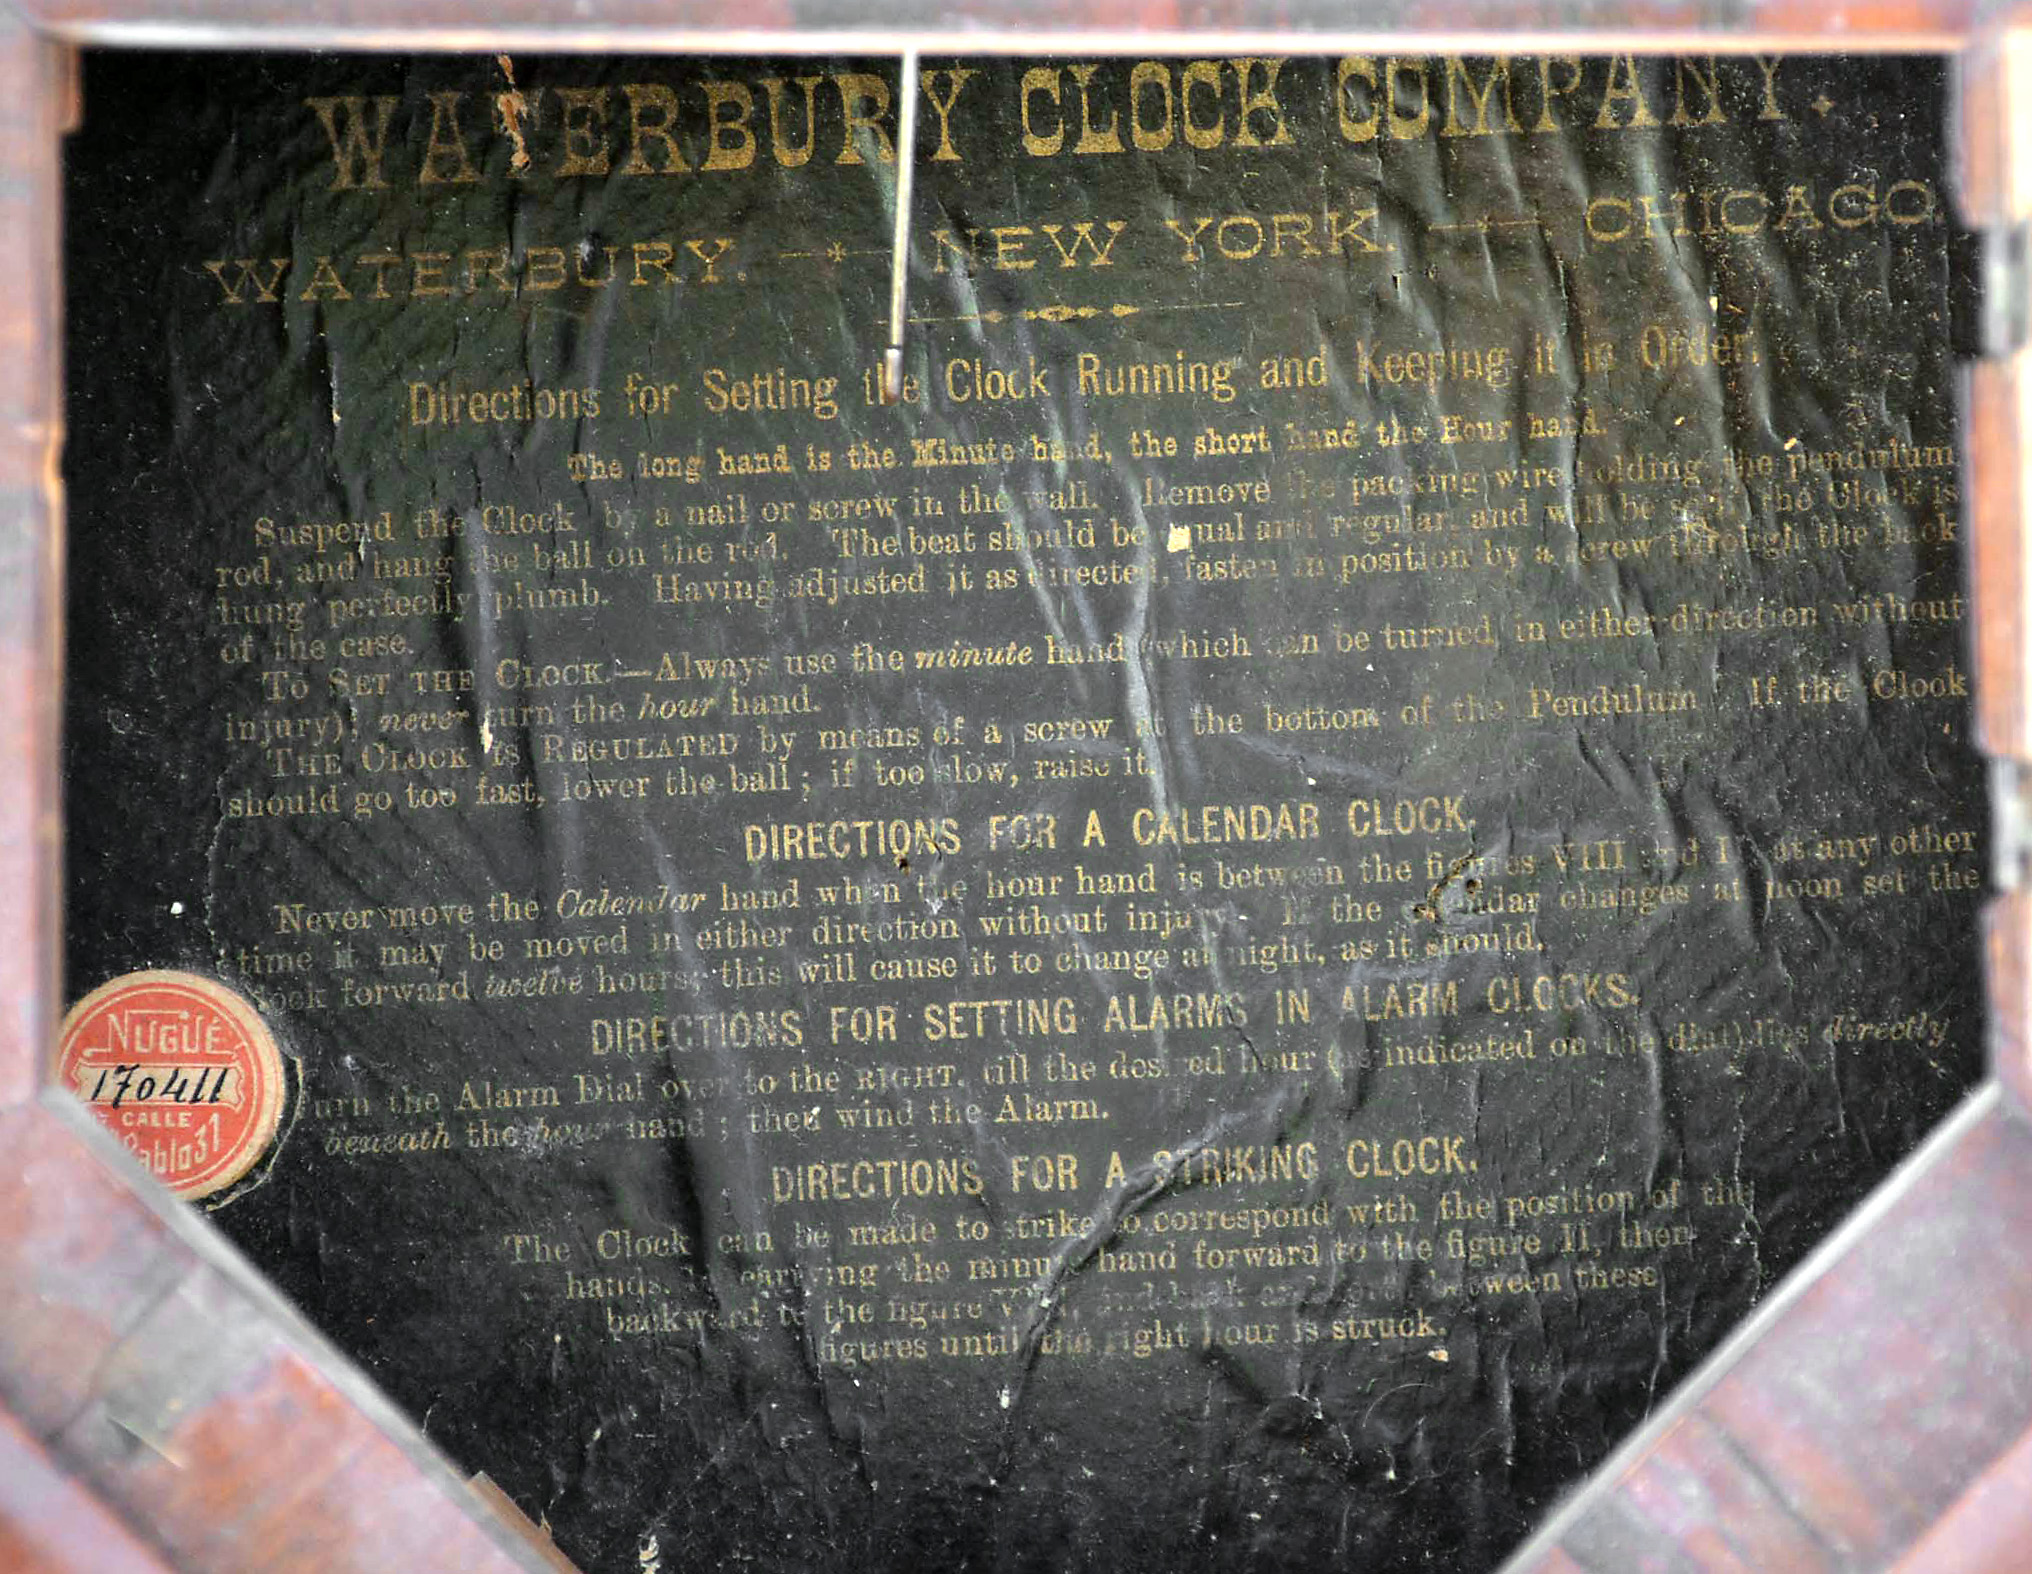 WATERBURY CLOCK COMPANY.
WATERBURY. — * — NEW YORK. — CHICAGO.
Directions for Setting the Clock Running and Keeping it in Order.
The long hand is the Minute hand, the short hand the Hour hand.
Suspend the Clock by a nail or screw in the wall. Remove the packing wire holding the pendulum
rod, and hang the ball on the rod. The beat should be equal and regular, and will be so if the Clock is
hung perfectly plumb. Having adjusted it as directed, fasten in position by a screw through the back
of the case.
TO SET THE CLOCK.—Always use the minute hand (which can be turned in either direction without
injury); never turn the hour hand.
THE CLOCK IS REGULATED by means of a screw at the bottom of the Pendulum. If the Clock
should go too fast, lower the ball; if too slow, raise it.
DIRECTIONS FOR A CALENDAR CLOCK.
Never move the Calendar hand when the hour hand is between the figures VIII and I; at any other
time it may be moved in either direction without injury. If the calendar changes at noon set the
clock forward twelve hours; this will cause it to change at night, as it should.
DIRECTIONS FOR SETTING ALARMS IN ALARM CLOCKS.
Turn the Alarm Dial over to the RIGHT, till the desired hour (as indicated on the dial) lies directly
beneath the hour hand; then wind the Alarm.
DIRECTIONS FOR A STRIKING CLOCK.
The Clock can be made to strike to correspond with the position of the
hands, by carrying the minute hand forward to the figure II, then
backward to the figure VIII, and back and forth between these
figures until the right hour is struck.
NUGUÉ
170411
CALLE
Pablo 31